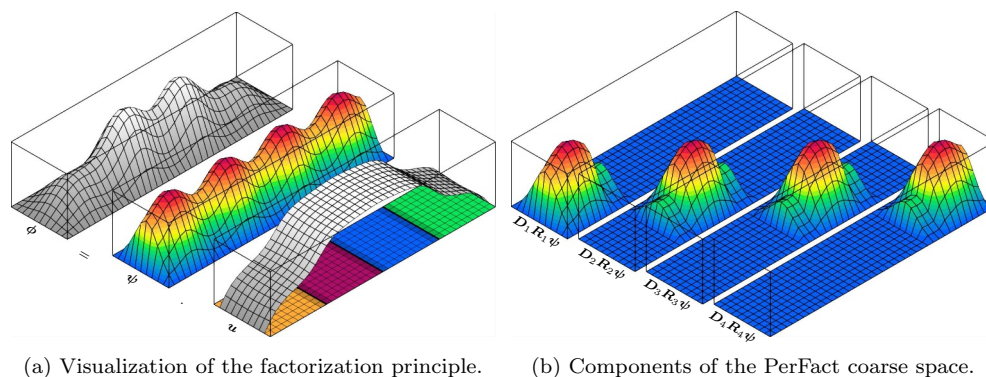 ϕ
=
ψ
u
D₁R₁ψ
D₂R₂ψ
D₃R₃ψ
D₄R₄ψ
(a) Visualization of the factorization principle.
(b) Components of the PerFact coarse space.